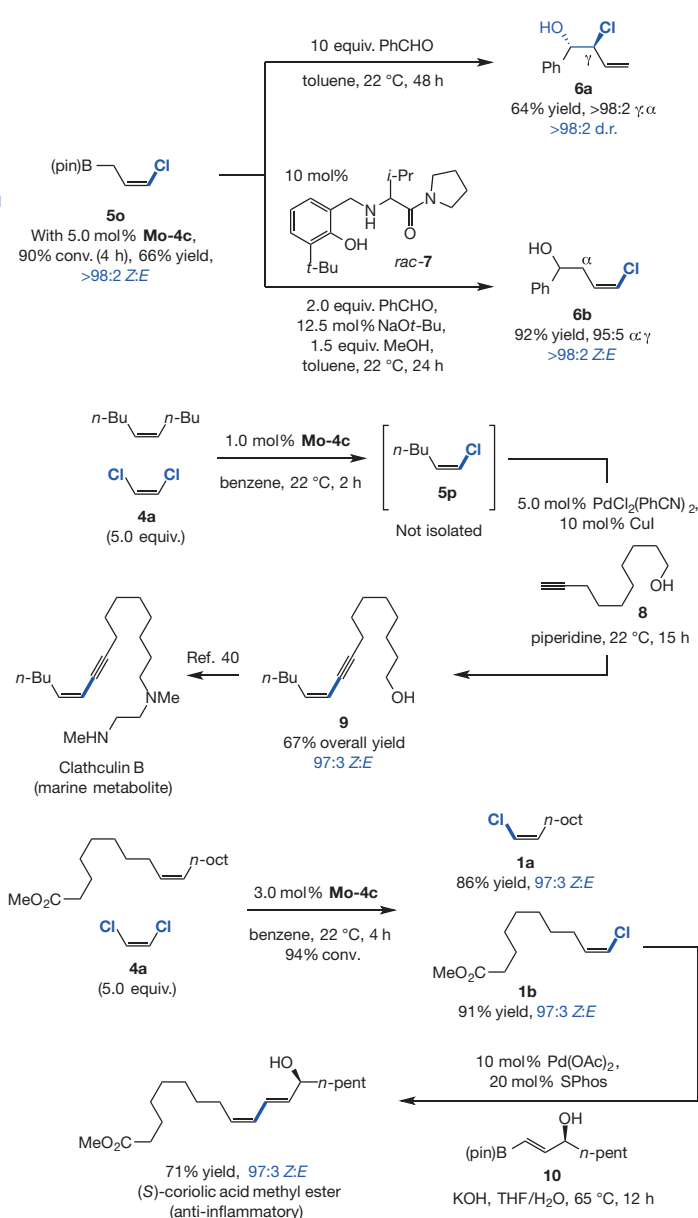 10 equiv. PhCHO
toluene, 22 °C, 48 h
HO
Cl
Ph
γ
6a
64% yield, >98:2 γ:α
>98:2 d.r.
(pin)B
Cl
5o
With 5.0 mol% Mo-4c,
90% conv. (4 h), 66% yield,
>98:2 Z:E
10 mol%
i-Pr
N
H
N
O
OH
t-Bu
rac-7
2.0 equiv. PhCHO,
12.5 mol% NaOt-Bu,
1.5 equiv. MeOH,
toluene, 22 °C, 24 h
HO
α
Cl
Ph
6b
92% yield, 95:5 α:γ
>98:2 Z:E
n-Bu
n-Bu
Cl
Cl
4a
(5.0 equiv.)
1.0 mol% Mo-4c
benzene, 22 °C, 2 h
n-Bu
Cl
5p
Not isolated
5.0 mol% PdCl2(PhCN)2,
10 mol% CuI
OH
8
piperidine, 22 °C, 15 h
n-Bu
OH
9
67% overall yield
97:3 Z:E
Ref. 40
n-Bu
NMe
MeHN
Clathculin B
(marine metabolite)
n-oct
MeO2C
Cl
Cl
4a
(5.0 equiv.)
3.0 mol% Mo-4c
benzene, 22 °C, 4 h
94% conv.
Cl
n-oct
1a
86% yield, 97:3 Z:E
Cl
MeO2C
1b
91% yield, 97:3 Z:E
10 mol% Pd(OAc)2,
20 mol% SPhos
OH
(pin)B
n-pent
10
KOH, THF/H2O, 65 °C, 12 h
HO
n-pent
MeO2C
71% yield, 97:3 Z:E
(S)-coriolic acid methyl ester
(anti-inflammatory)